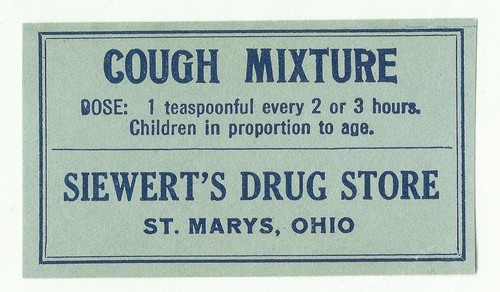 COUGH MIXTURE
DOSE: 1 teaspoonful every 2 or 3 hours.
Children in proportion to age.
SIEWERT'S DRUG STORE
ST. MARYS, OHIO